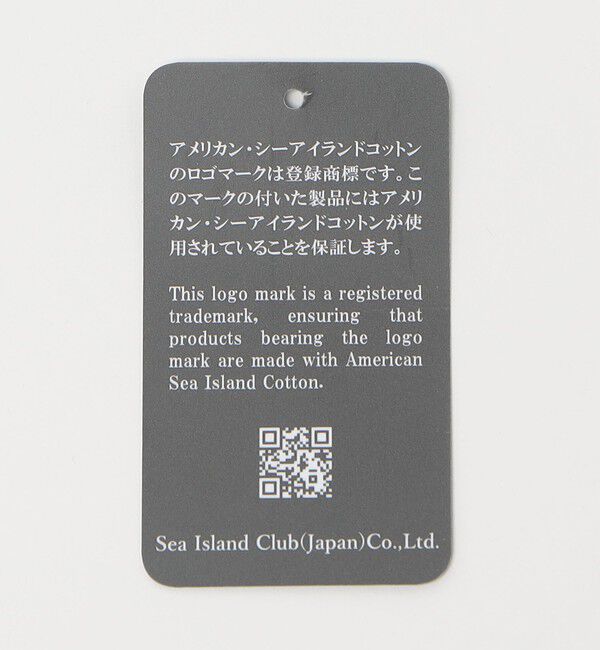 アメリカン・シーアイランドコットン
のロゴマークは登録商標です。こ
のマークの付いた製品にはアメリ
カン・シーアイランドコットンが使
用されていることを保証します。
This logo mark is a registered
trademark, ensuring that
products bearing the logo
mark are made with American
Sea Island Cotton.
Sea Island Club(Japan)Co.,Ltd.